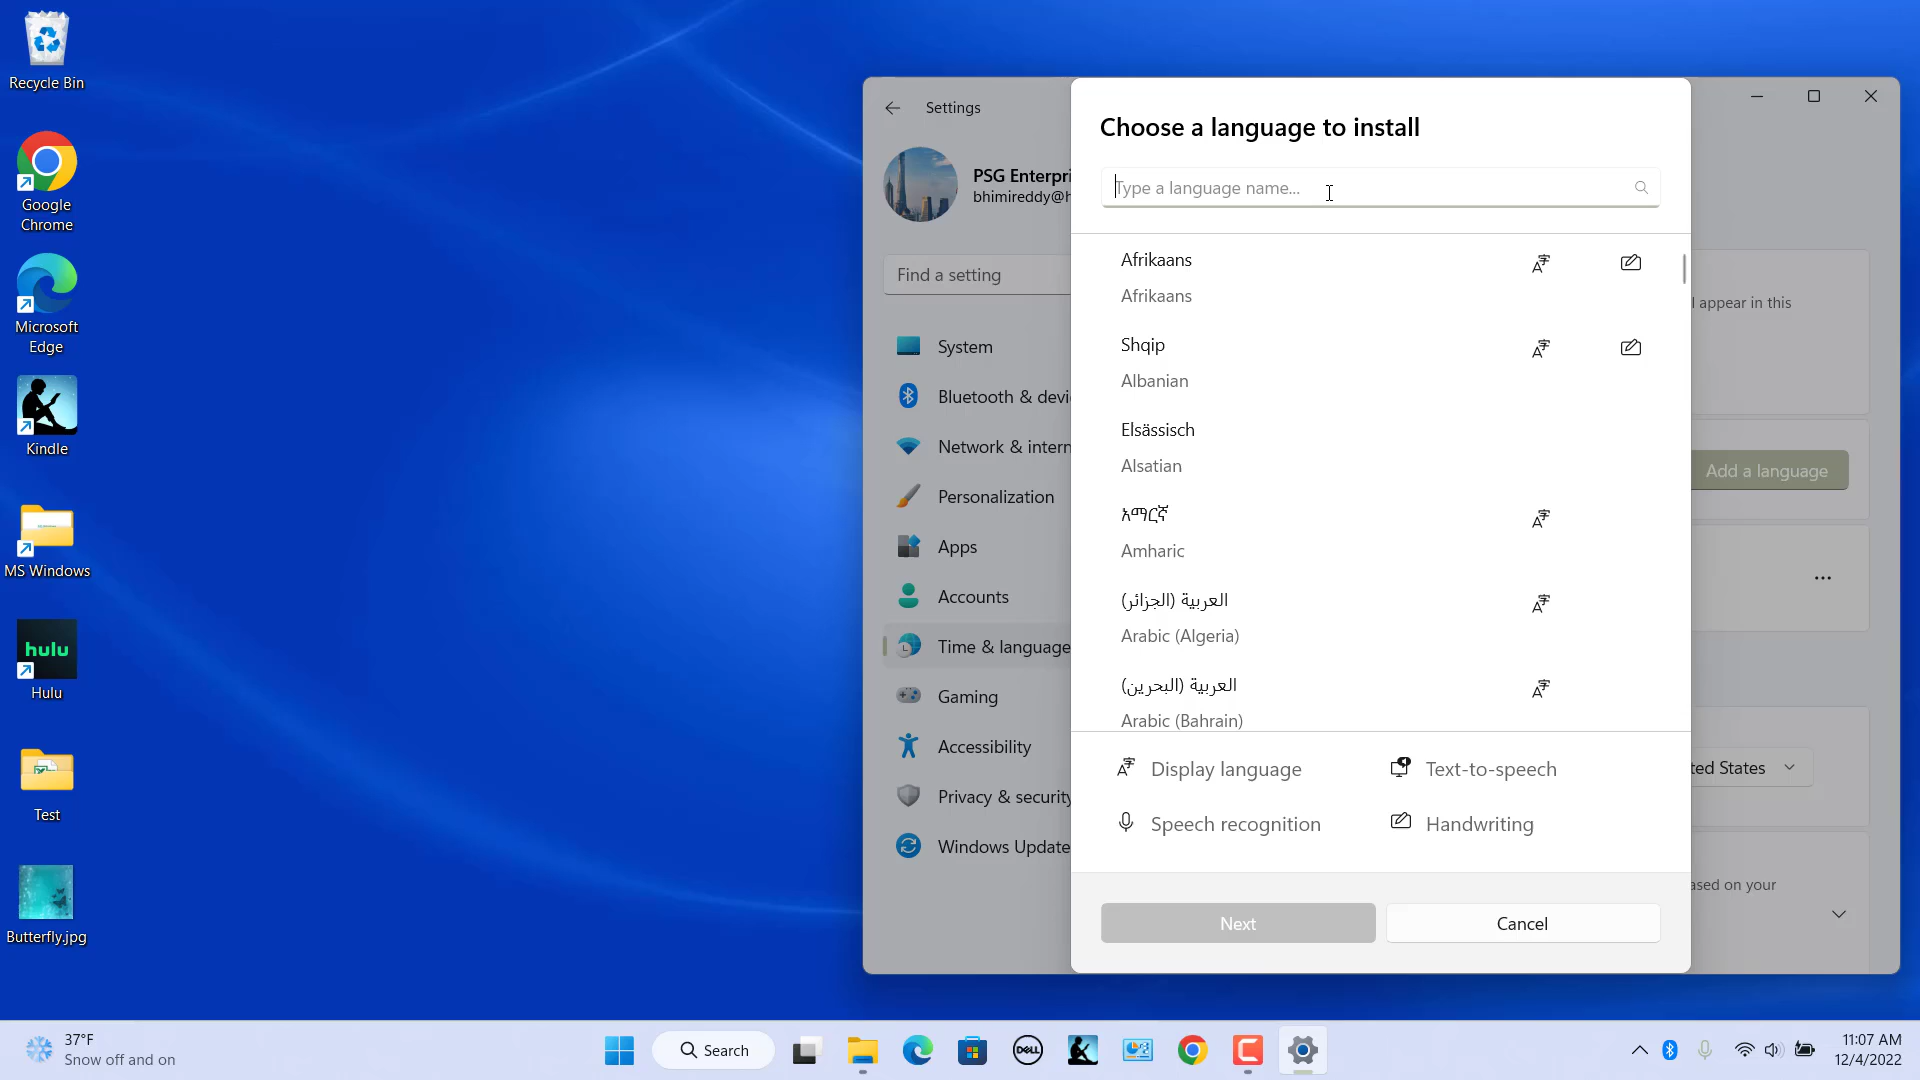 Recycle Bin
Google
Chrome
Microsoft
Edge
Kindle
MS Windows
hulu
Hulu
Test
Butterfly.jpg
Settings
PSG Enterpri
bhimireddy@h
Find a setting
System
Bluetooth & devi
Network & intern
Personalization
Apps
Accounts
Time & language
Gaming
Accessibility
Privacy & security
Windows Update
Choose a language to install
Type a language name...
Afrikaans
Afrikaans
Shqip
Albanian
Elsässisch
Alsatian
አማርኛ
Amharic
العربية (الجزائر)
Arabic (Algeria)
العربية (البحرين)
Arabic (Bahrain)
Display language
Text-to-speech
Speech recognition
Handwriting
Next
Cancel
l appear in this
Add a language
...
ted States
ased on your
37°F
Snow off and on
Search
DELL
11:07 AM
12/4/2022